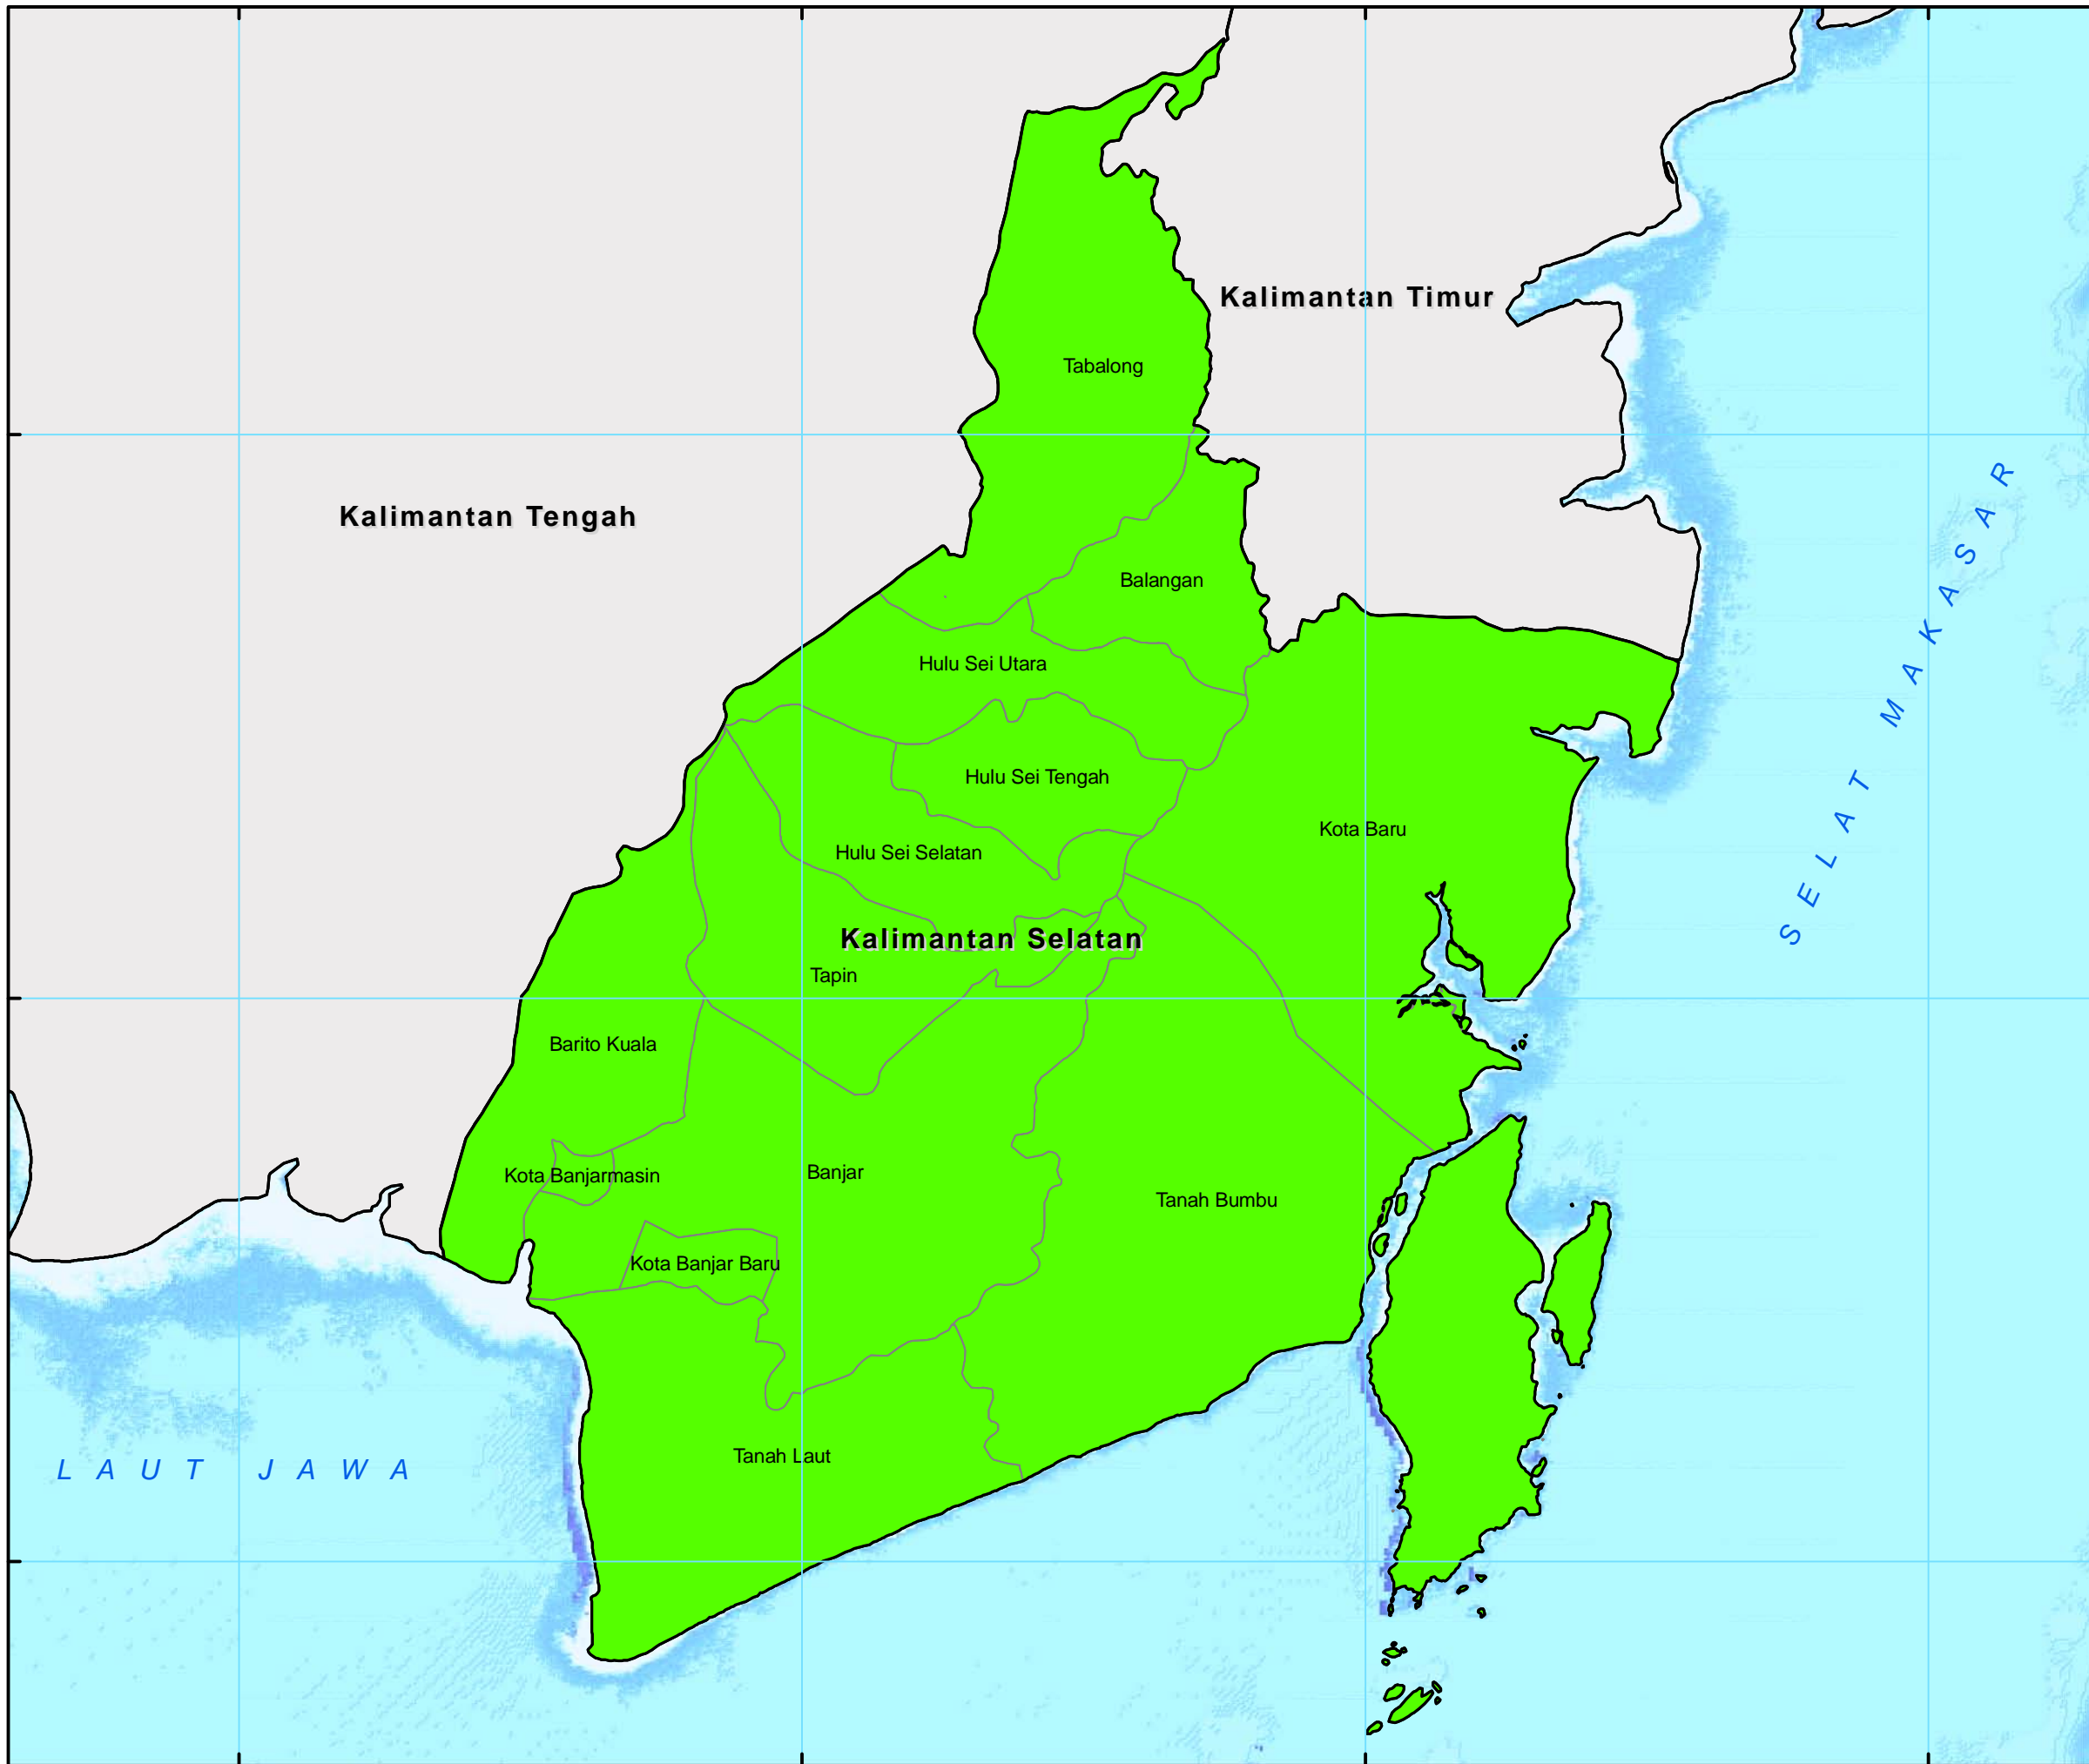 Kalimantan Timur
Tabalong
Kalimantan Tengah
Balangan
Hulu Sei Utara
Hulu Sei Tengah
Kota Baru
Hulu Sei Selatan
Kalimantan Selatan
Tapin
SELAT MAKASAR
Barito Kuala
Kota Banjarmasin
Banjar
Tanah Bumbu
Kota Banjar Baru
Tanah Laut
LAUT JAWA